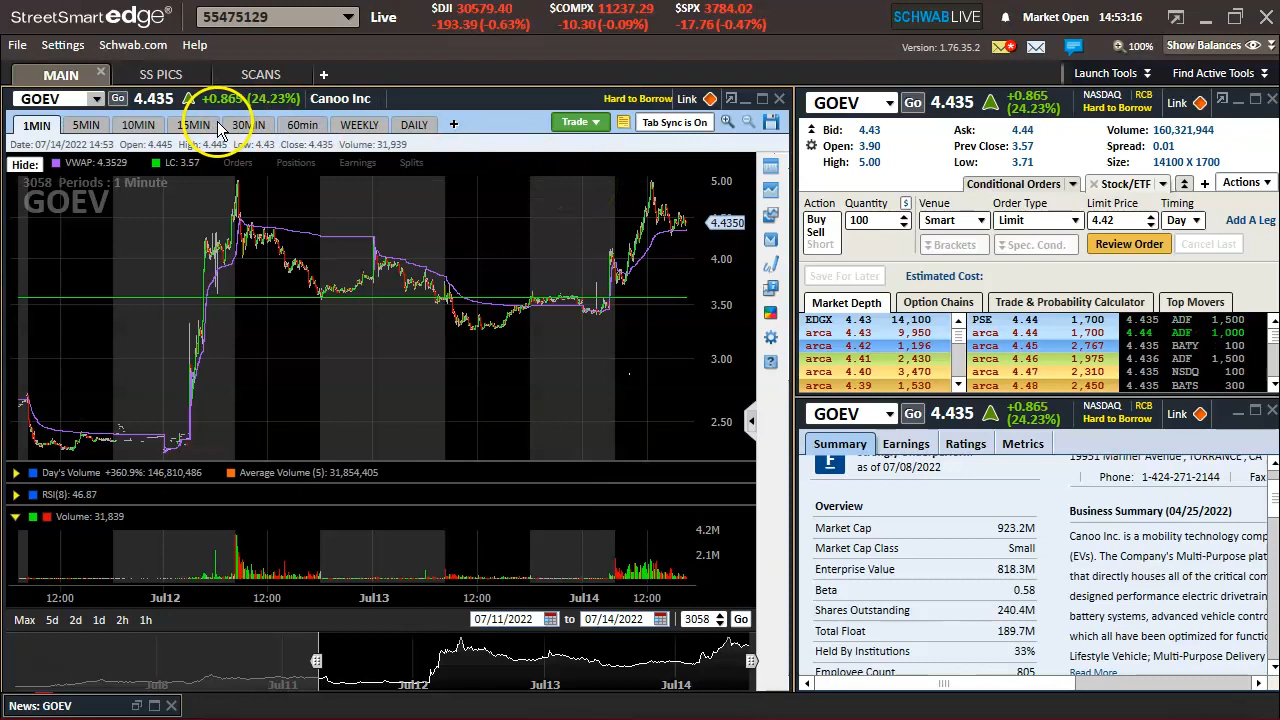 StreetSmart edge® 55475129 Live $DJI 30579.40 $COMPX 11237.29 $SPX 3784.02 SCHWABLIVE Market Open 14:53:16
-193.39 (-0.63%) -10.30 (-0.09%) -17.76 (-0.47%)
File Settings Schwab.com Help Version: 1.76.35.2 100% Show Balances
MAIN SS PICS SCANS + Launch Tools Find Active Tools
GOEV Go 4.435 +0.865 (24.23%) Canoo Inc Hard to Borrow Link
1MIN 5MIN 10MIN 15MIN 30MIN 60min WEEKLY DAILY + Trade Tab Sync is On
Date: 07/14/2022 14:53 Open: 4.445 High: 4.445 Low: 4.43 Close: 4.435 Volume: 31,939
Hide: VWAP: 4.3529 LC: 3.57 Orders Positions Earnings Splits
3058 Periods : 1 Minute
GOEV
5.00
4.4350
4.00
3.50
3.00
2.50
Day's Volume +360.9%: 146,810,486 Average Volume (5): 31,854,405
RSI(8): 46.87
Volume: 31,839
4.2M
2.1M
12:00 Jul12 12:00 Jul13 Jul14 12:00
Max 5d 2d 1d 2h 1h 07/11/2022 to 07/14/2022 3058 Go
Jul8 Jul11 Jul12 Jul13 Jul14
News: GOEV
GOEV Go 4.435 +0.865 (24.23%) NASDAQ RCB Hard to Borrow Link
Bid: 4.43 Ask: 4.44 Volume: 160,321,944
Open: 3.90 Prev Close: 3.57 Spread: 0.01
High: 5.00 Low: 3.71 Size: 14100 X 1700
Conditional Orders Stock/ETF + Actions
Action Quantity $ Venue Order Type Limit Price Timing
Buy 100 Smart Limit 4.42 Day Add A Leg
Sell
Short Brackets Spec. Cond. Review Order Cancel Last
Save For Later Estimated Cost:
Market Depth Option Chains Trade & Probability Calculator Top Movers
EDGX 4.43 14,100 PSE 4.44 1,700 4.435 ADF 1,500
arca 4.43 9,950 arca 4.44 1,700 4.44 ADF 1,000
arca 4.42 1,196 arca 4.45 2,767 4.435 BATY 100
arca 4.41 2,430 arca 4.46 1,975 4.436 ADF 1,500
arca 4.40 3,470 arca 4.47 2,310 4.435 NSDQ 100
arca 4.39 1,530 arca 4.48 2,450 4.435 BATS 300
GOEV Go 4.435 +0.865 (24.23%) NASDAQ RCB Hard to Borrow Link
Summary Earnings Ratings Metrics
F as of 07/08/2022
19951 Mariner Avenue , TORRANCE , CA
Phone: 1-424-271-2144 Fax
Overview
Market Cap 923.2M
Market Cap Class Small
Enterprise Value 818.3M
Beta 0.58
Shares Outstanding 240.4M
Total Float 189.7M
Held By Institutions 33%
Employee Count 805
Business Summary (04/25/2022)
Canoo Inc. is a mobility technology comp
(EVs). The Company's Multi-Purpose platf
that directly houses all of the critical com
designed performance electric drivetrain
battery systems, advanced vehicle contro
which all have been optimized for functio
Lifestyle Vehicle; Multi-Purpose Delivery
Read More